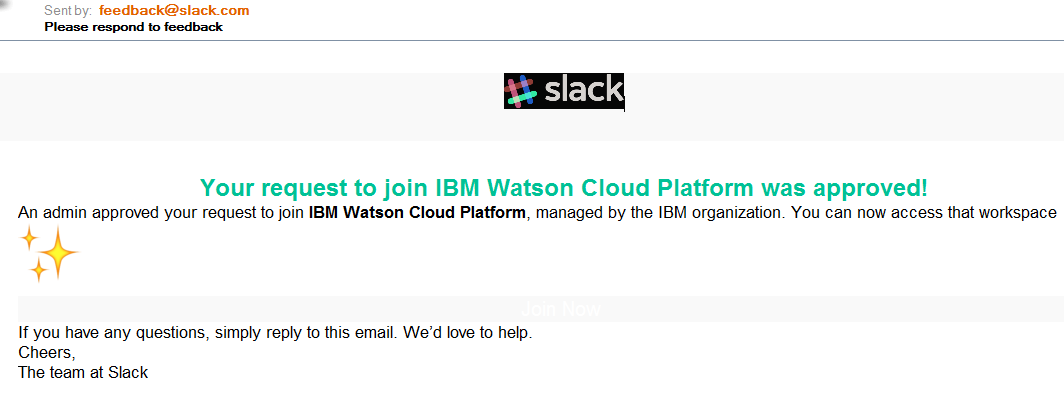 Sent by: feedback@slack.com
Please respond to feedback
slack
Your request to join IBM Watson Cloud Platform was approved!
An admin approved your request to join IBM Watson Cloud Platform, managed by the IBM organization. You can now access that workspace
Join Now
If you have any questions, simply reply to this email. We’d love to help.
Cheers,
The team at Slack